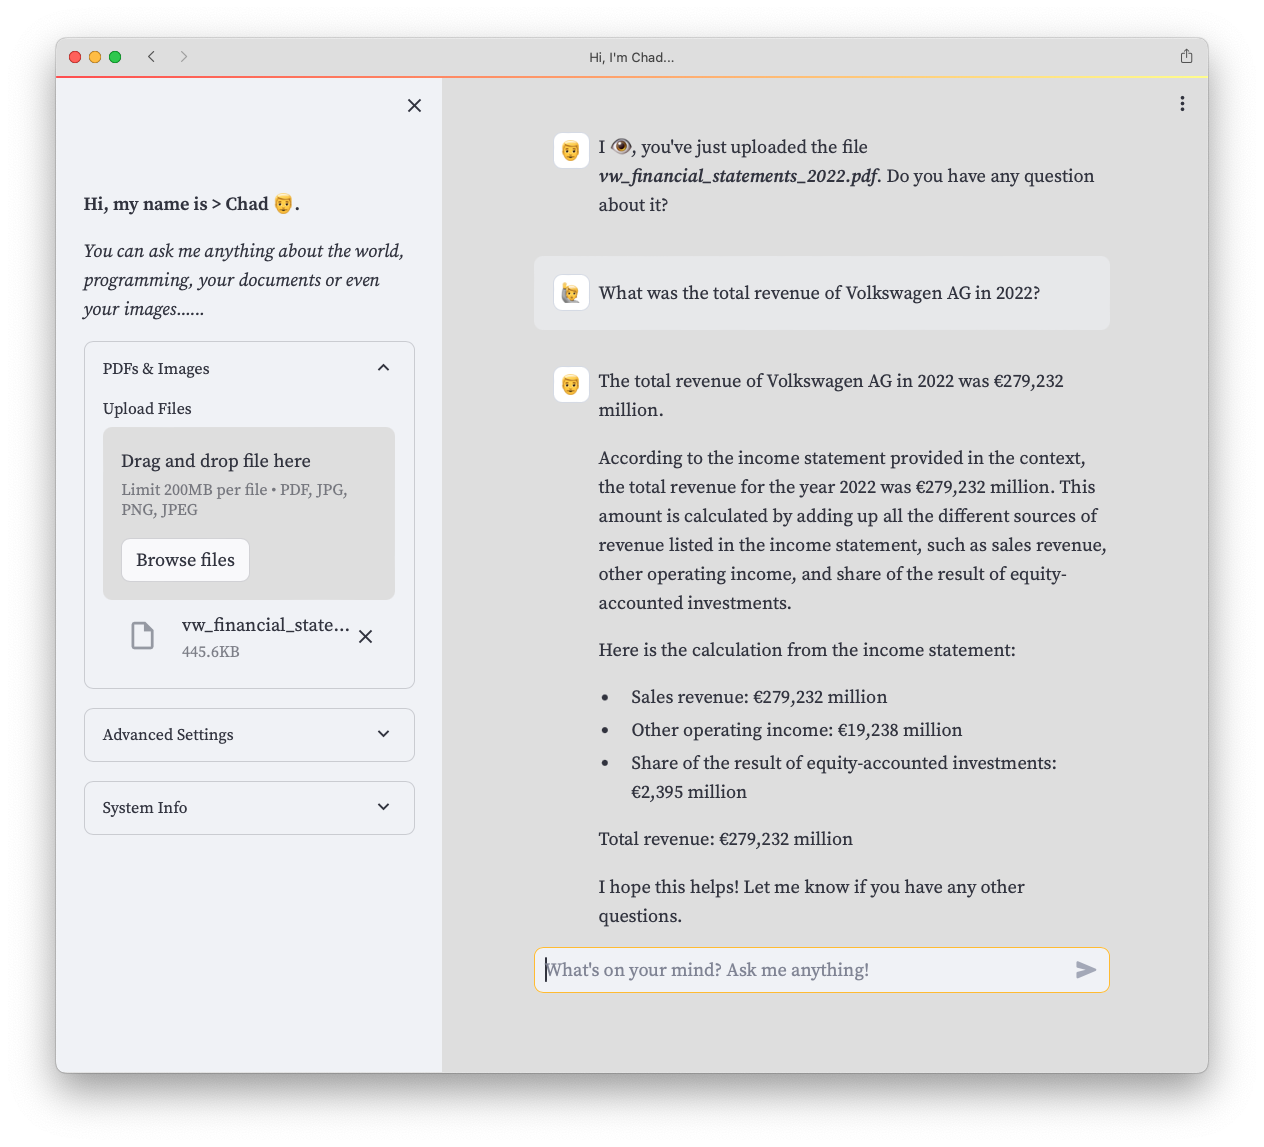 Hi, I'm Chad...
Hi, my name is > Chad 👨.
You can ask me anything about the world,
programming, your documents or even
your images......
PDFs & Images
Upload Files
Drag and drop file here
Limit 200MB per file • PDF, JPG,
PNG, JPEG
Browse files
vw_financial_state...
445.6KB
Advanced Settings
System Info
I 👁️, you've just uploaded the file
vw_financial_statements_2022.pdf. Do you have any question
about it?
What was the total revenue of Volkswagen AG in 2022?
The total revenue of Volkswagen AG in 2022 was €279,232
million.
According to the income statement provided in the context,
the total revenue for the year 2022 was €279,232 million. This
amount is calculated by adding up all the different sources of
revenue listed in the income statement, such as sales revenue,
other operating income, and share of the result of equity-
accounted investments.
Here is the calculation from the income statement:
• Sales revenue: €279,232 million
• Other operating income: €19,238 million
• Share of the result of equity-accounted investments:
€2,395 million
Total revenue: €279,232 million
I hope this helps! Let me know if you have any other
questions.
What's on your mind? Ask me anything!